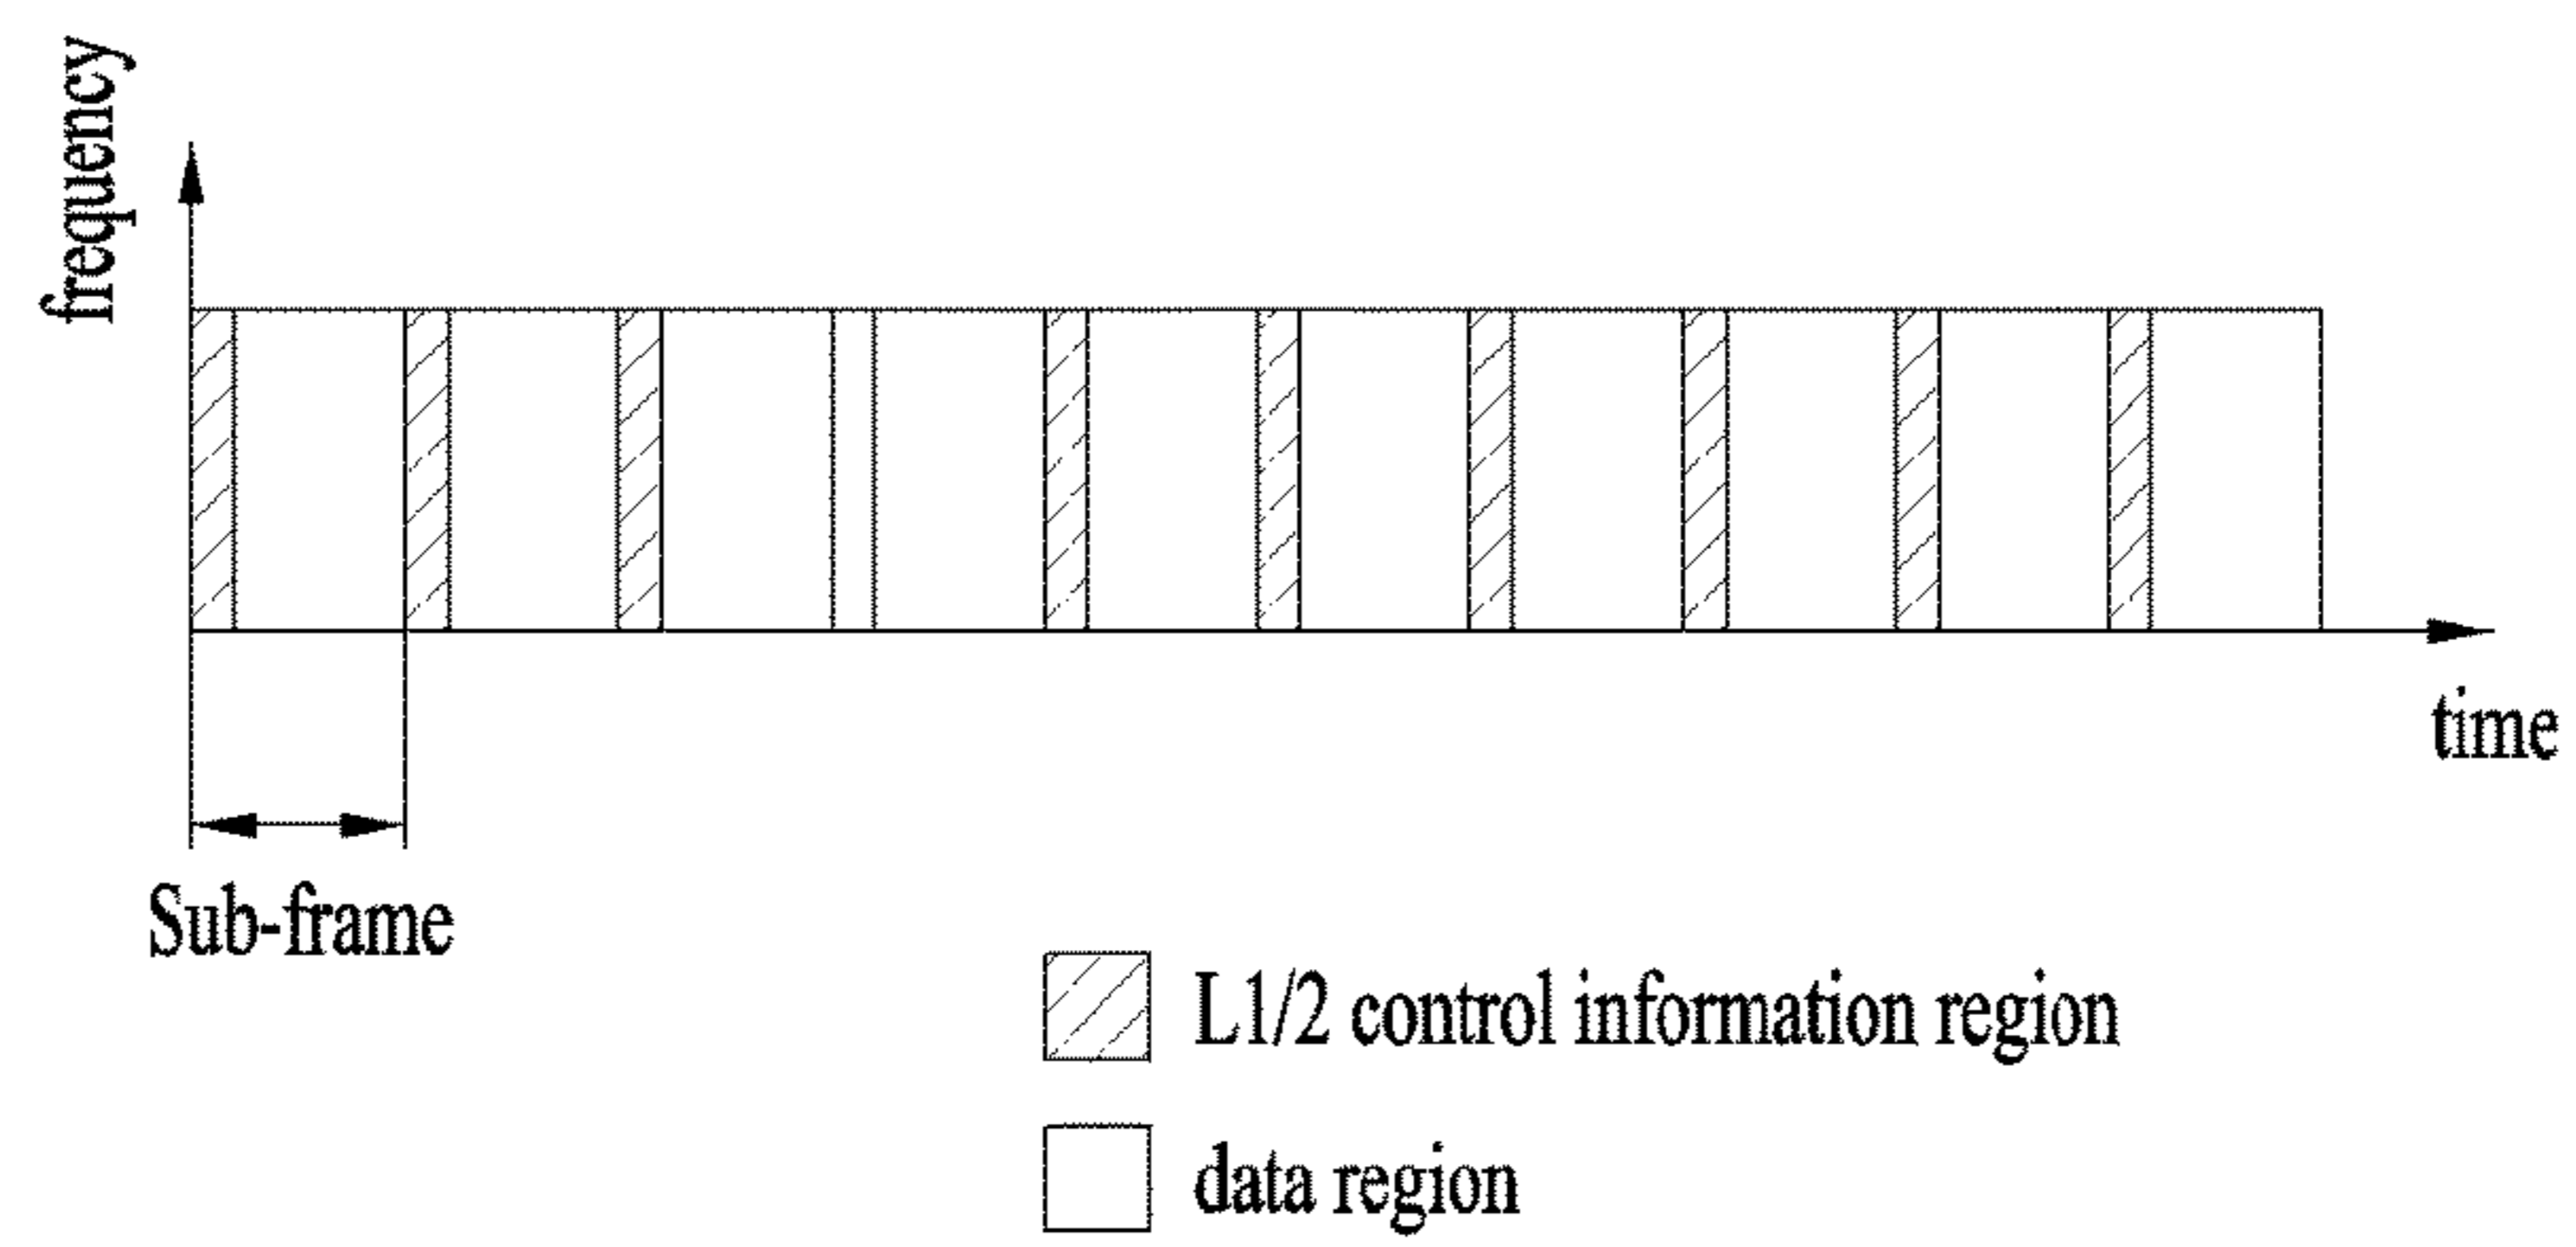 frequency
time
Sub-frame
L1/2 control information region
data region